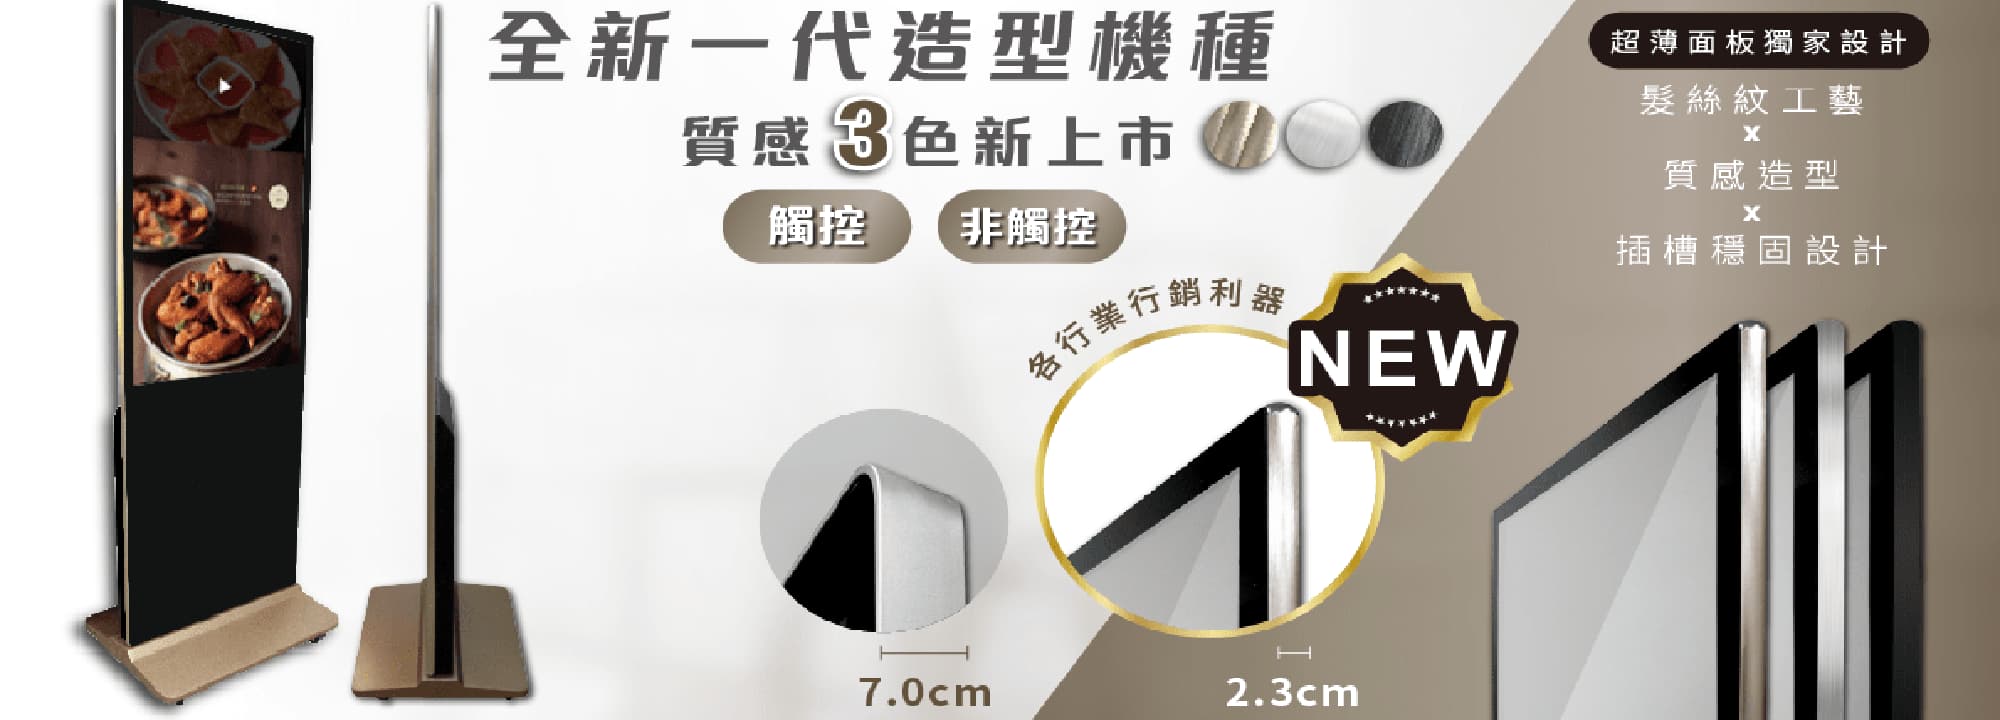 全新一代造型機種
質感3色新上市
觸控
非觸控
各行業行銷利器
NEW
7.0cm
2.3cm
超薄面板獨家設計
髮絲紋工藝
x
質感造型
x
插槽穩固設計